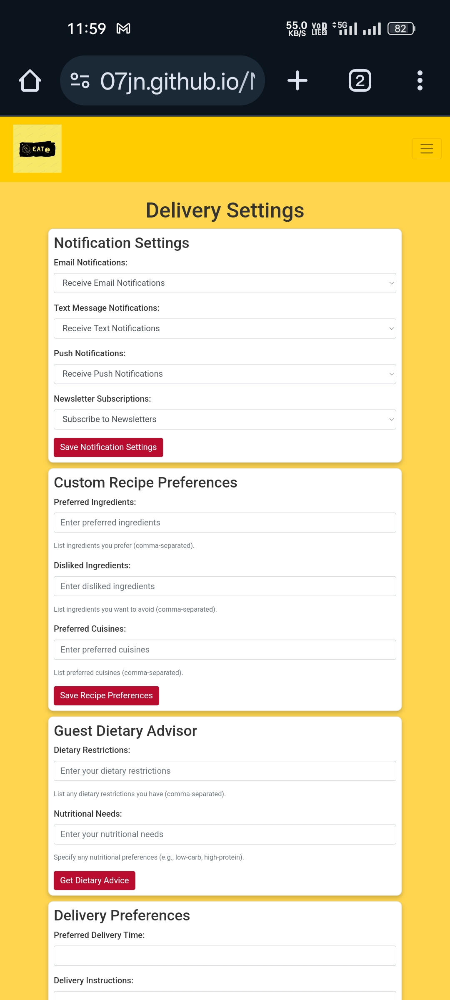 11:59
55.0 KB/S Vo 1 LTE 2 5G 82
07jn.github.io/
2
EAT@
Delivery Settings
Notification Settings
Email Notifications:
Receive Email Notifications
Text Message Notifications:
Receive Text Notifications
Push Notifications:
Receive Push Notifications
Newsletter Subscriptions:
Subscribe to Newsletters
Save Notification Settings
Custom Recipe Preferences
Preferred Ingredients:
Enter preferred ingredients
List ingredients you prefer (comma-separated).
Disliked Ingredients:
Enter disliked ingredients
List ingredients you want to avoid (comma-separated).
Preferred Cuisines:
Enter preferred cuisines
List preferred cuisines (comma-separated).
Save Recipe Preferences
Guest Dietary Advisor
Dietary Restrictions:
Enter your dietary restrictions
List any dietary restrictions you have (comma-separated).
Nutritional Needs:
Enter your nutritional needs
Specify any nutritional preferences (e.g., low-carb, high-protein).
Get Dietary Advice
Delivery Preferences
Preferred Delivery Time:
Delivery Instructions: